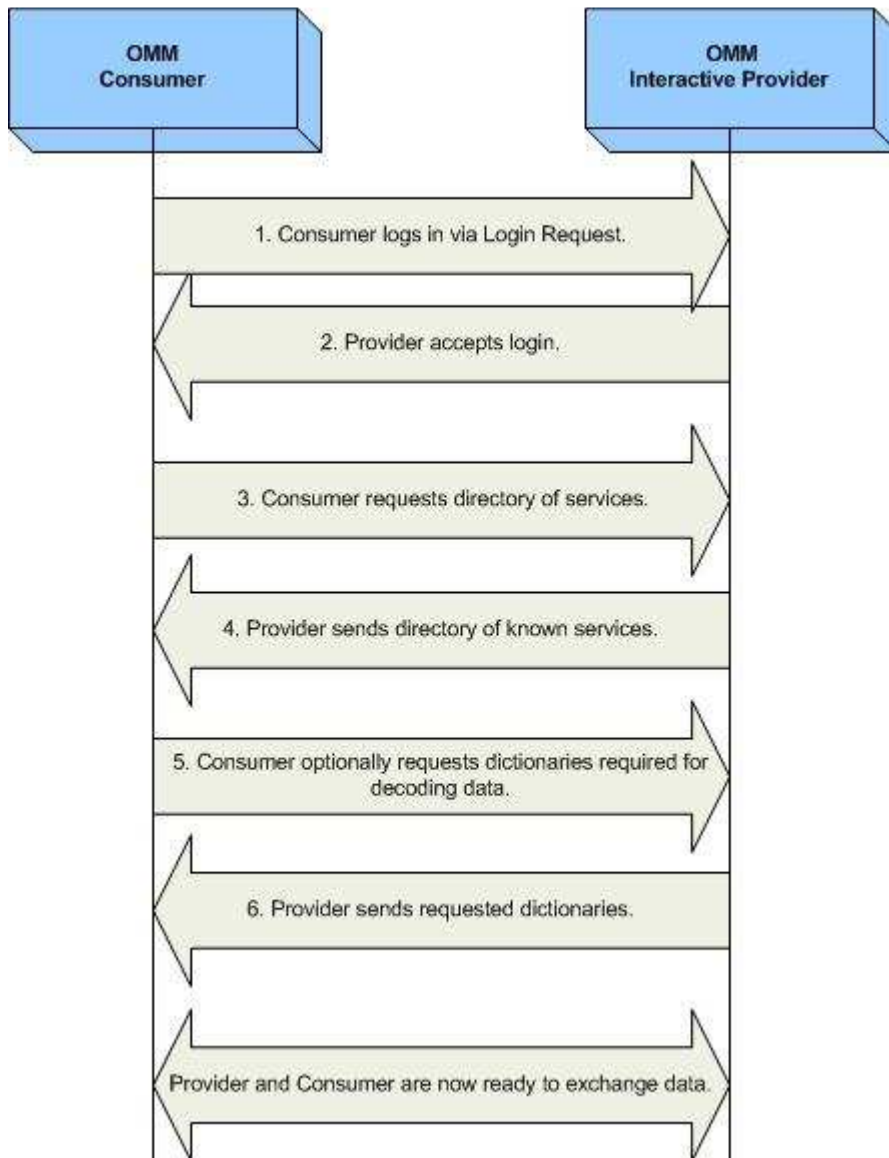 OMM
Consumer
OMM
Interactive Provider
1. Consumer logs in via Login Request.
2. Provider accepts login.
3. Consumer requests directory of services.
4. Provider sends directory of known services.
5. Consumer optionally requests dictionaries required for
decoding data.
6. Provider sends requested dictionaries.
Provider and Consumer are now ready to exchange data.